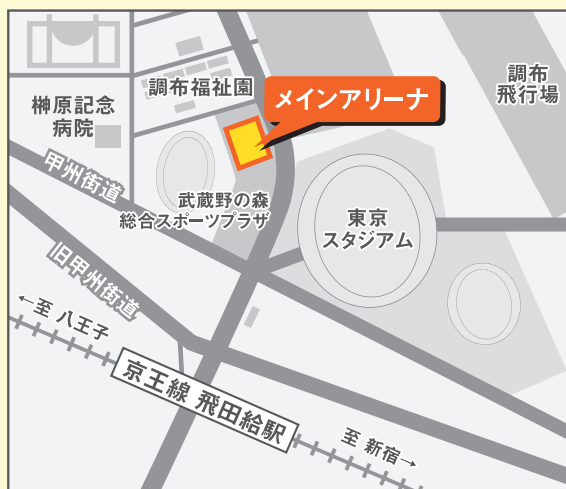 調布福祉園
メインアリーナ
調布
飛行場
榊原記念
病院
甲州街道
武蔵野の森
総合スポーツプラザ
東京
スタジアム
旧甲州街道
←至 八王子
京王線 飛田給駅
至 新宿→